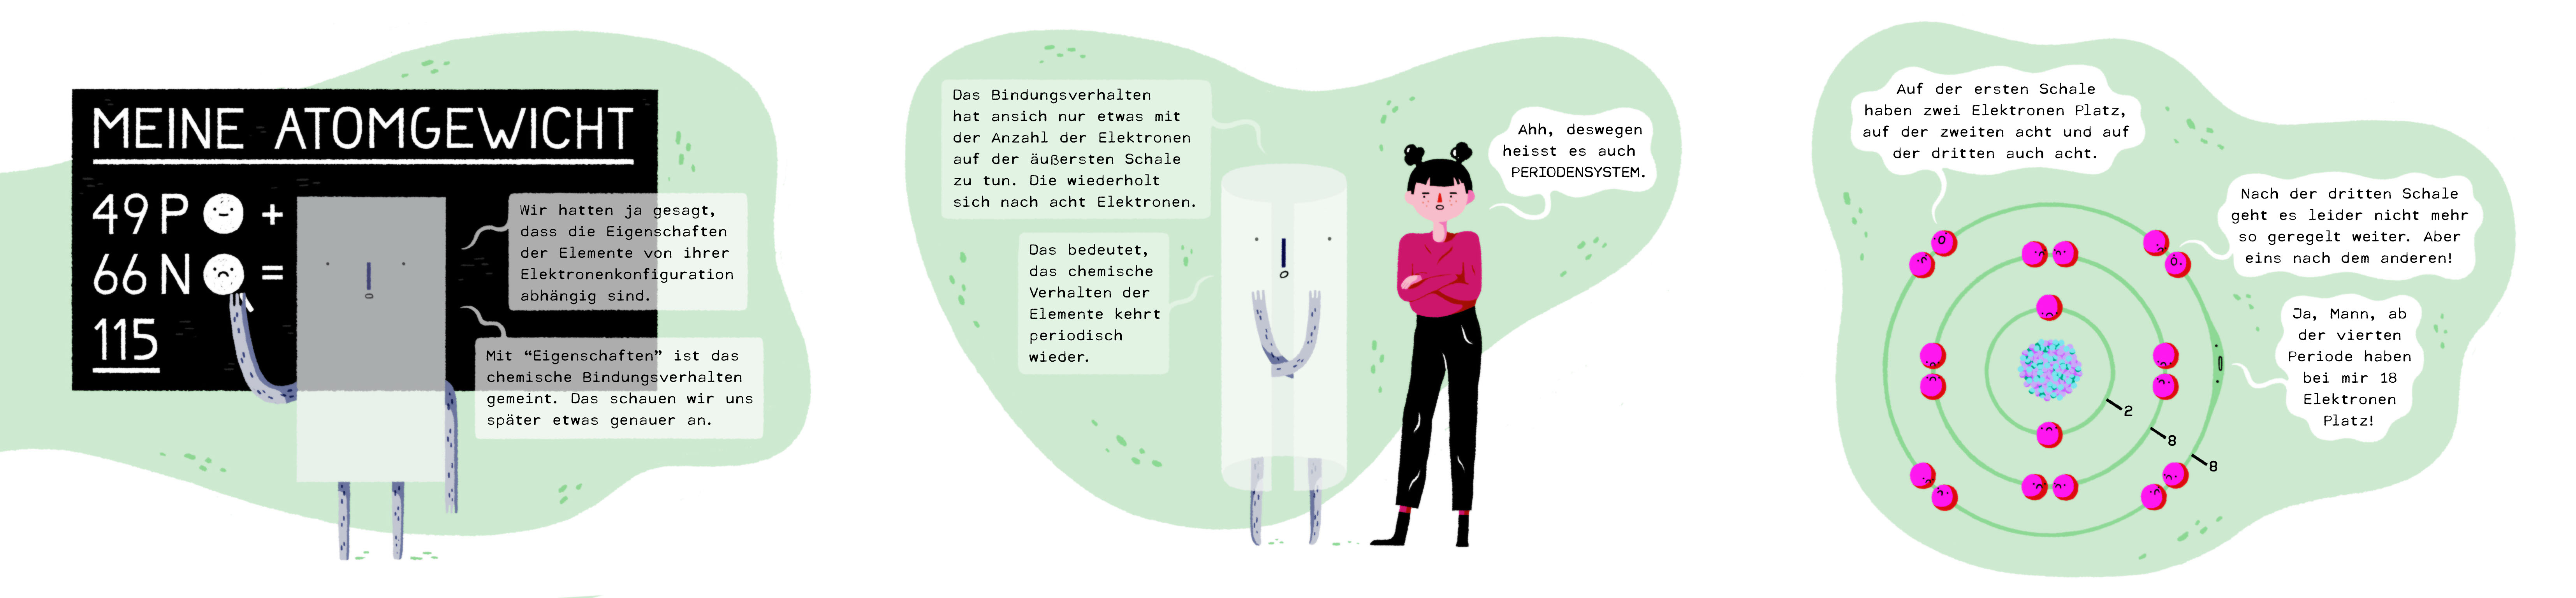 MEINE ATOMGEWICHT
49 P +
66 N =
115
Wir hatten ja gesagt,
dass die Eigenschaften
der Elemente von ihrer
Elektronenkonfiguration
abhängig sind.
Mit “Eigenschaften” ist das
chemische Bindungsverhalten
gemeint. Das schauen wir uns
später etwas genauer an.
Das Bindungsverhalten
hat ansich nur etwas mit
der Anzahl der Elektronen
auf der äußersten Schale
zu tun. Die wiederholt
sich nach acht Elektronen.
Das bedeutet,
das chemische
Verhalten der
Elemente kehrt
periodisch
wieder.
Ahh, deswegen
heisst es auch
PERIODENSYSTEM.
Auf der ersten Schale
haben zwei Elektronen Platz,
auf der zweiten acht und auf
der dritten auch acht.
Nach der dritten Schale
geht es leider nicht mehr
so geregelt weiter. Aber
eins nach dem anderen!
Ja, Mann, ab
der vierten
Periode haben
bei mir 18
Elektronen
Platz!
2
8
8